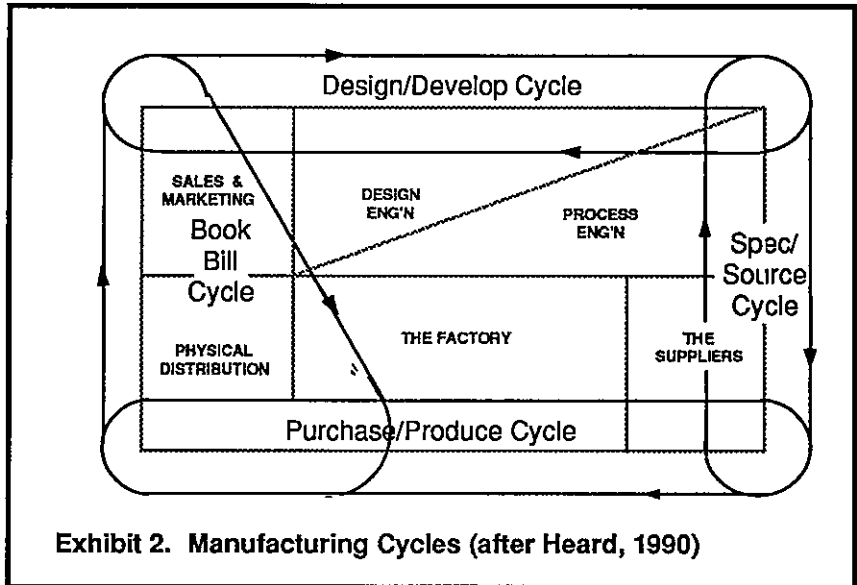 Design/Develop Cycle
SALES &
MARKETING
Book
Bill
Cycle
DESIGN
ENG'N
PROCESS
ENG'N
Spec/
Source
Cycle
PHYSICAL
DISTRIBUTION
THE FACTORY
THE
SUPPLIERS
Purchase/Produce Cycle
Exhibit 2. Manufacturing Cycles (after Heard, 1990)